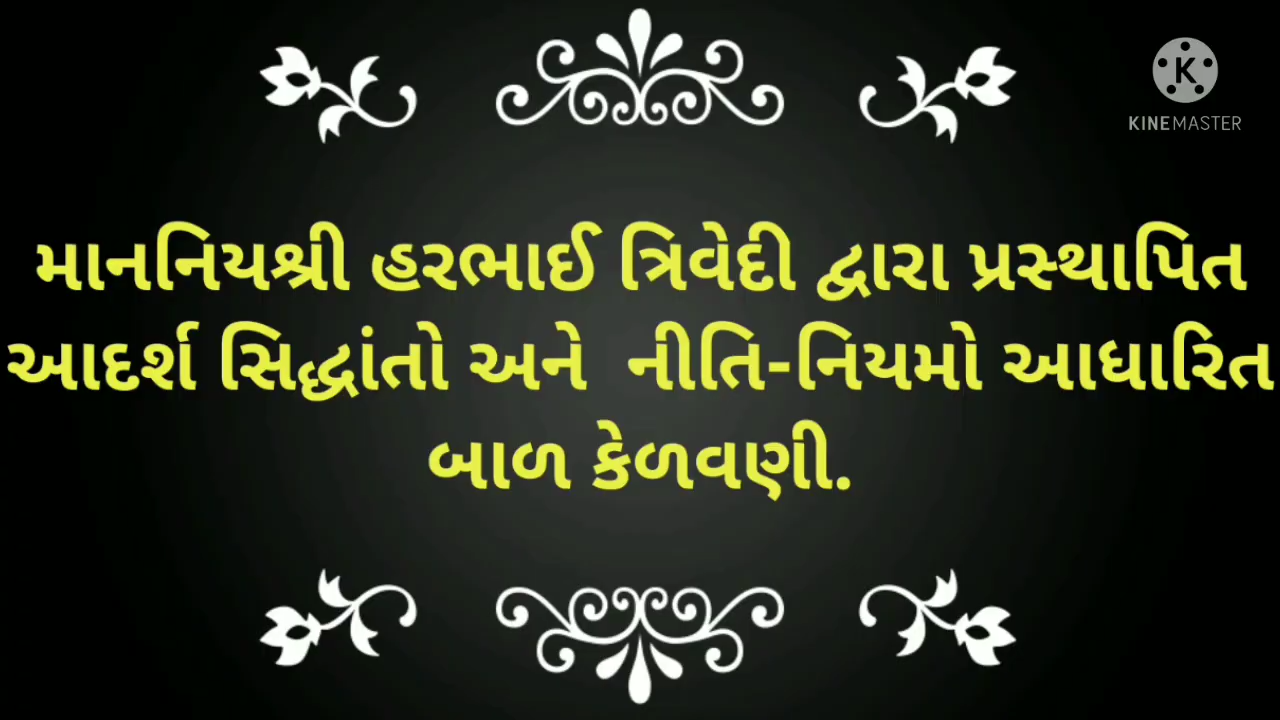 KINEMASTER
માનનિયશ્રી હરભાઈ ત્રિવેદી દ્વારા પ્રસ્થાપિત
આદર્શ સિદ્ધાંતો અને નીતિ-નિયમો આધારિત
બાળ કેળવણી.